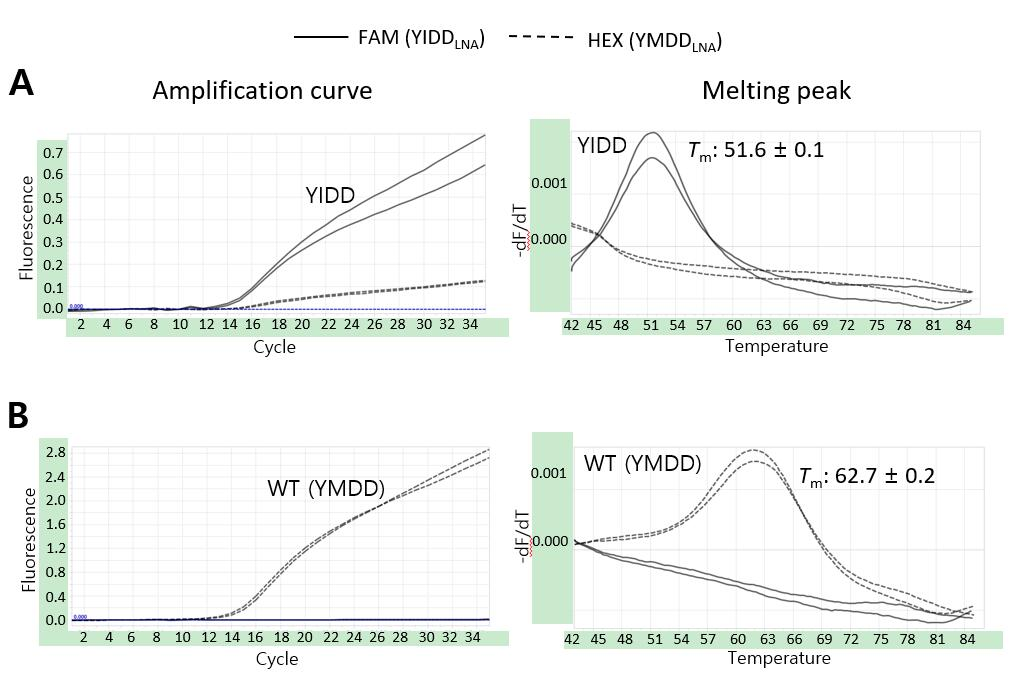 FAM (YIDD_LNA) HEX (YMDD_LNA)
A
Amplification curve Melting peak
0.7
0.6
0.5
0.4
0.3
0.2
0.1
0.0
Fluorescence
YIDD
0.000
2 4 6 8 10 12 14 16 18 20 22 24 26 28 30 32 34
Cycle
YIDD
Tm: 51.6 ± 0.1
0.001
0.000
-dF/dT
42 45 48 51 54 57 60 63 66 69 72 75 78 81 84
Temperature
B
2.8
2.4
2.0
1.6
1.2
0.8
0.4
0.0
Fluorescence
WT (YMDD)
0.000
2 4 6 8 10 12 14 16 18 20 22 24 26 28 30 32 34
Cycle
WT (YMDD)
Tm: 62.7 ± 0.2
0.001
0.000
-dF/dT
42 45 48 51 54 57 60 63 66 69 72 75 78 81 84
Temperature